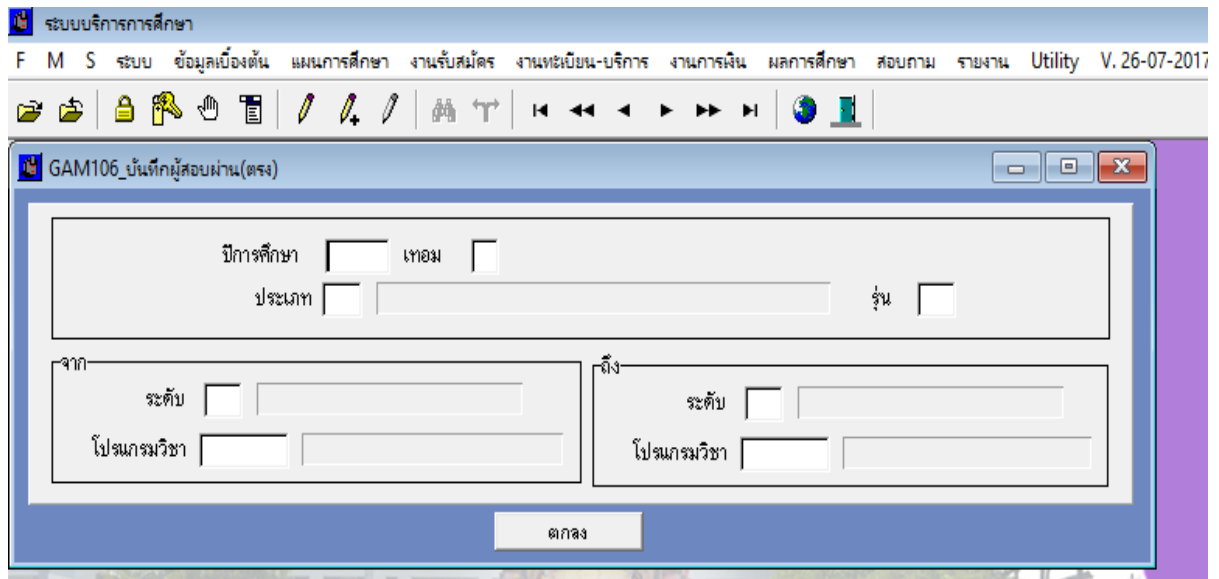 ระบบบริการการศึกษา
F M S ระบบ ข้อมูลเบื้องต้น แผนการศึกษา งานรับสมัคร งานทะเบียน-บริการ งานการเงิน ผลการศึกษา สอบถาม รายงาน Utility V. 26-07-2017
GAM106_บันทึกผู้สอบผ่าน(ตรง)
ปีการศึกษา เทอม
ประเภท รุ่น
จาก
ระดับ
โปรแกรมวิชา
ถึง
ระดับ
โปรแกรมวิชา
ตกลง